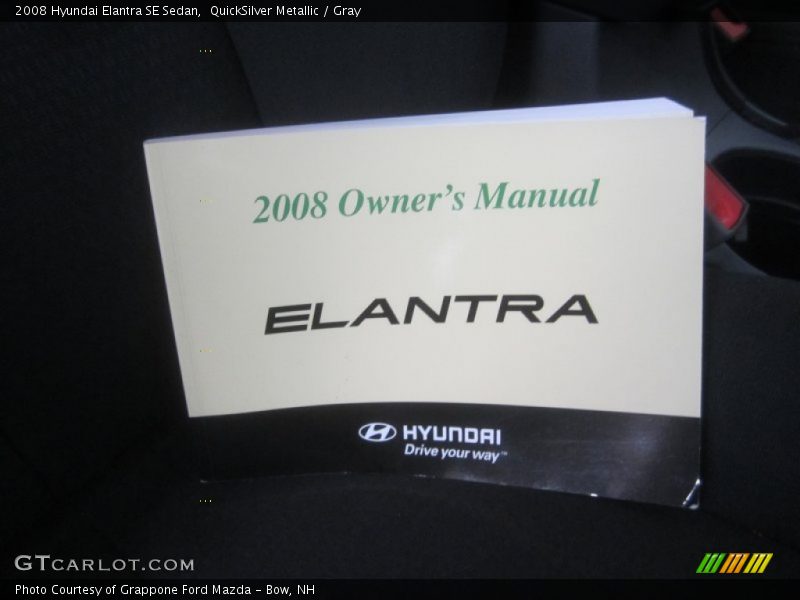 2008 Hyundai Elantra SE Sedan,  QuickSilver Metallic / Gray
2008 Owner's Manual
ELANTRA
HYUNDAI
Drive your way™
GTCARLOT.COM
Photo Courtesy of Grappone Ford Mazda - Bow, NH